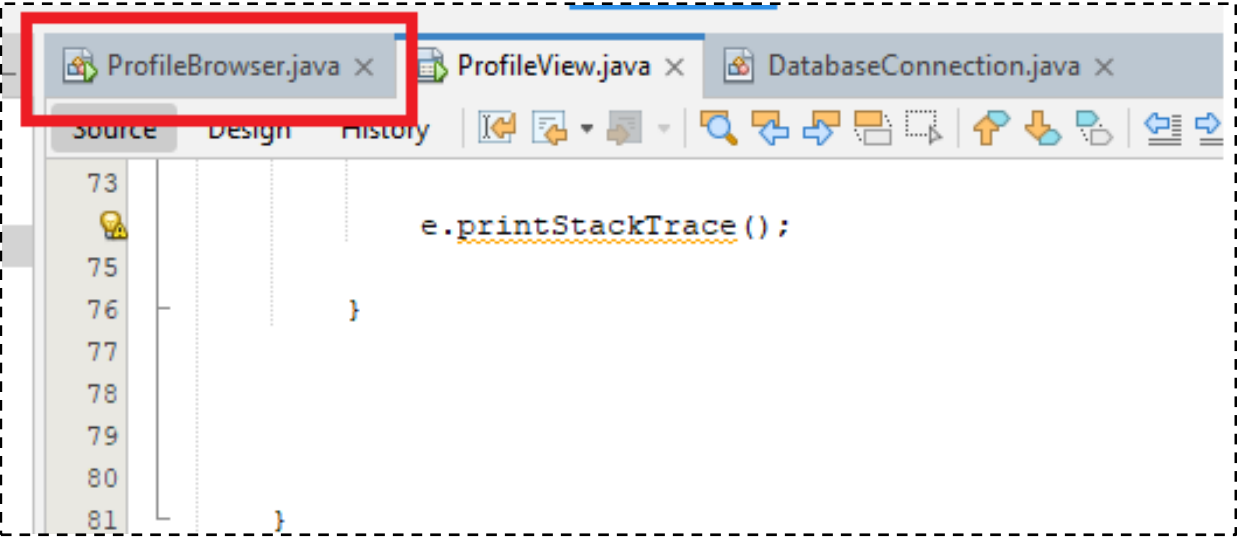 ProfileBrowser.java ProfileView.java DatabaseConnection.java
Source Design History
73
e.printStackTrace();
75
76 }
77
78
79
80
81 }